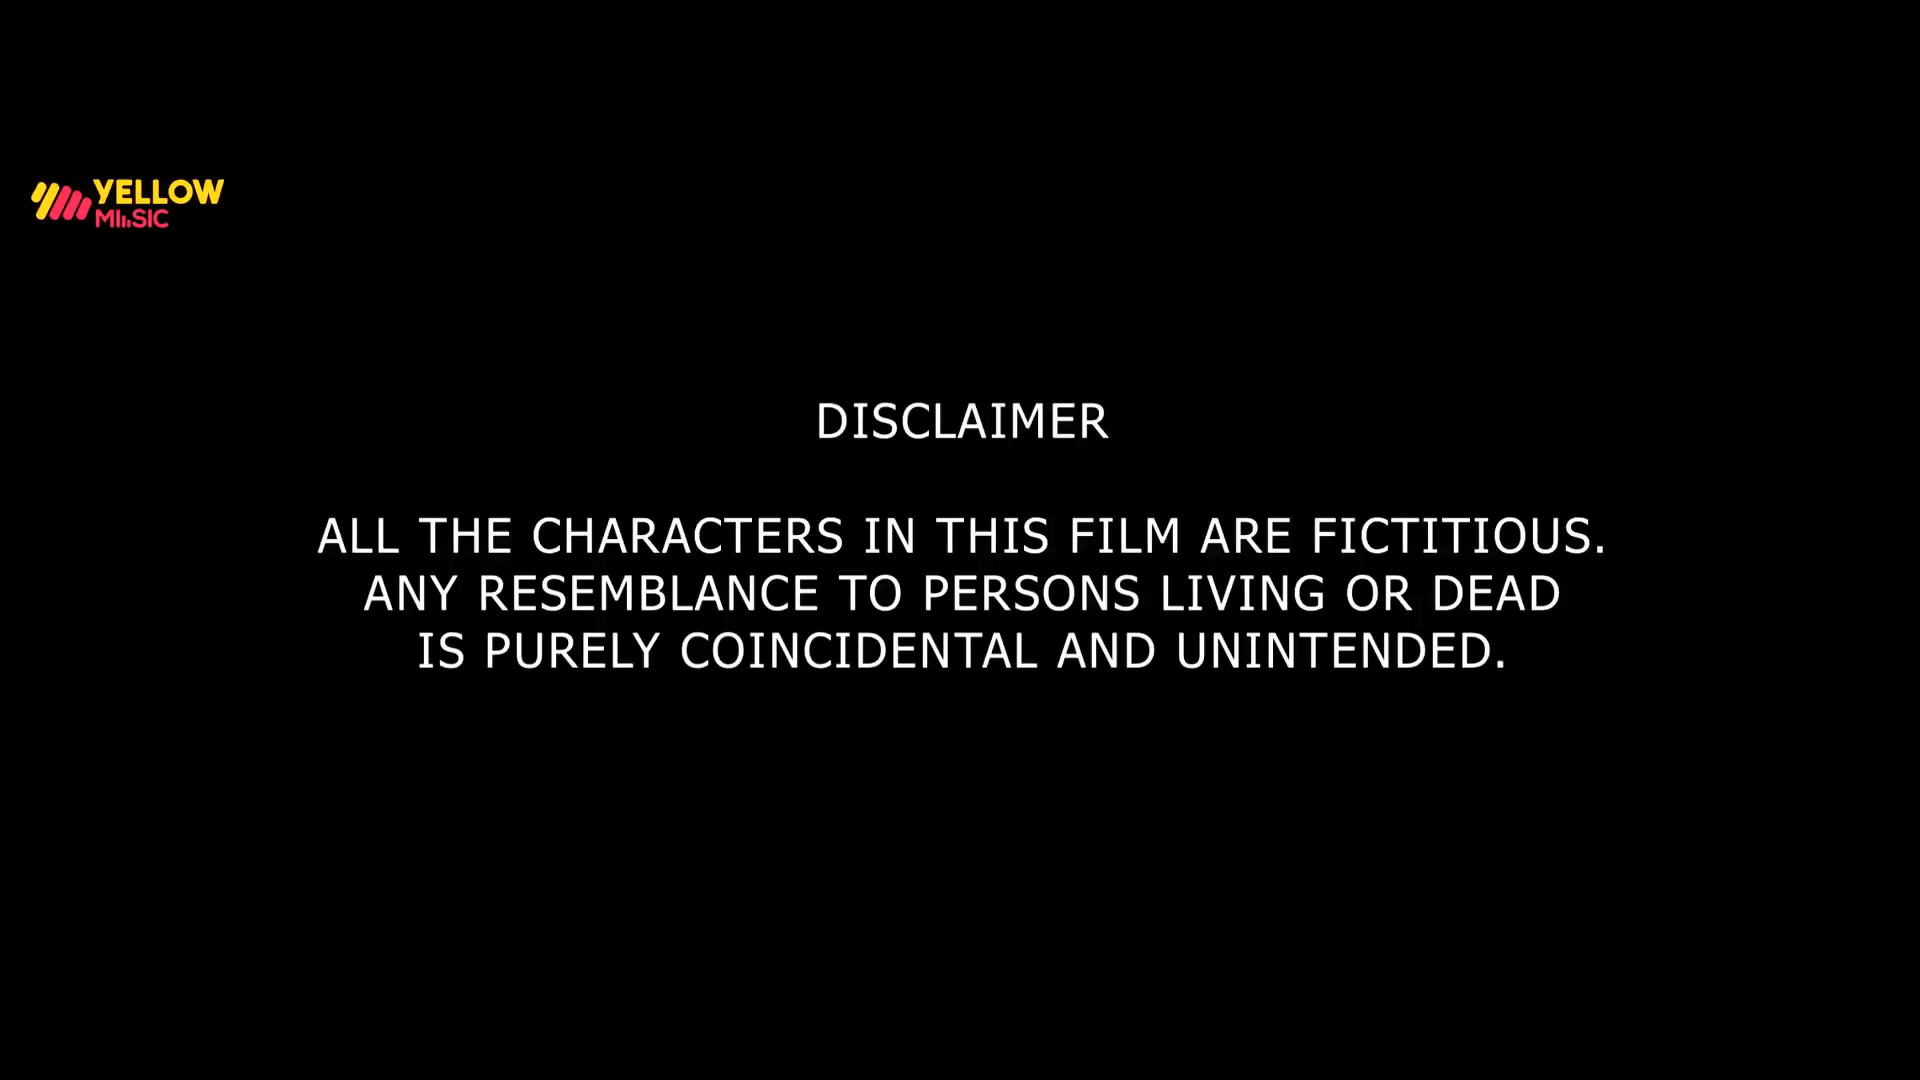 YELLOW
MUSIC
DISCLAIMER
ALL THE CHARACTERS IN THIS FILM ARE FICTITIOUS.
ANY RESEMBLANCE TO PERSONS LIVING OR DEAD
IS PURELY COINCIDENTAL AND UNINTENDED.